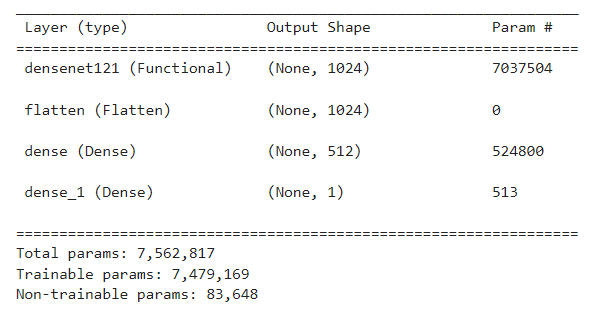 Layer (type) Output Shape Param #
densenet121 (Functional) (None, 1024) 7037504
flatten (Flatten) (None, 1024) 0
dense (Dense) (None, 512) 524800
dense_1 (Dense) (None, 1) 513
Total params: 7,562,817
Trainable params: 7,479,169
Non-trainable params: 83,648